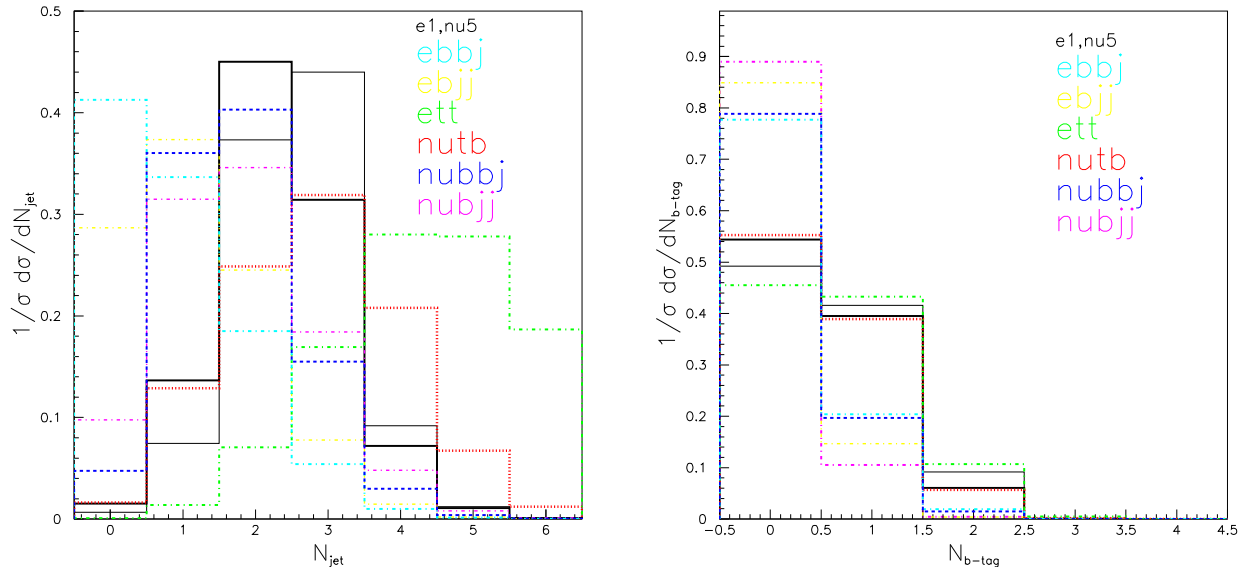 0.5
0.4
0.3
0.2
0.1
0
1/σ dσ/dN_jet
e1,nu5
ebbj
ebjj
ett
nutb
nubbj
nubjj
0 1 2 3 4 5 6
N_jet
0.9
0.8
0.7
0.6
0.5
0.4
0.3
0.2
0.1
0
1/σ dσ/dN_b-tag
e1,nu5
ebbj
ebjj
ett
nutb
nubbj
nubjj
-0.5 0 0.5 1 1.5 2 2.5 3 3.5 4 4.5
N_b-tag